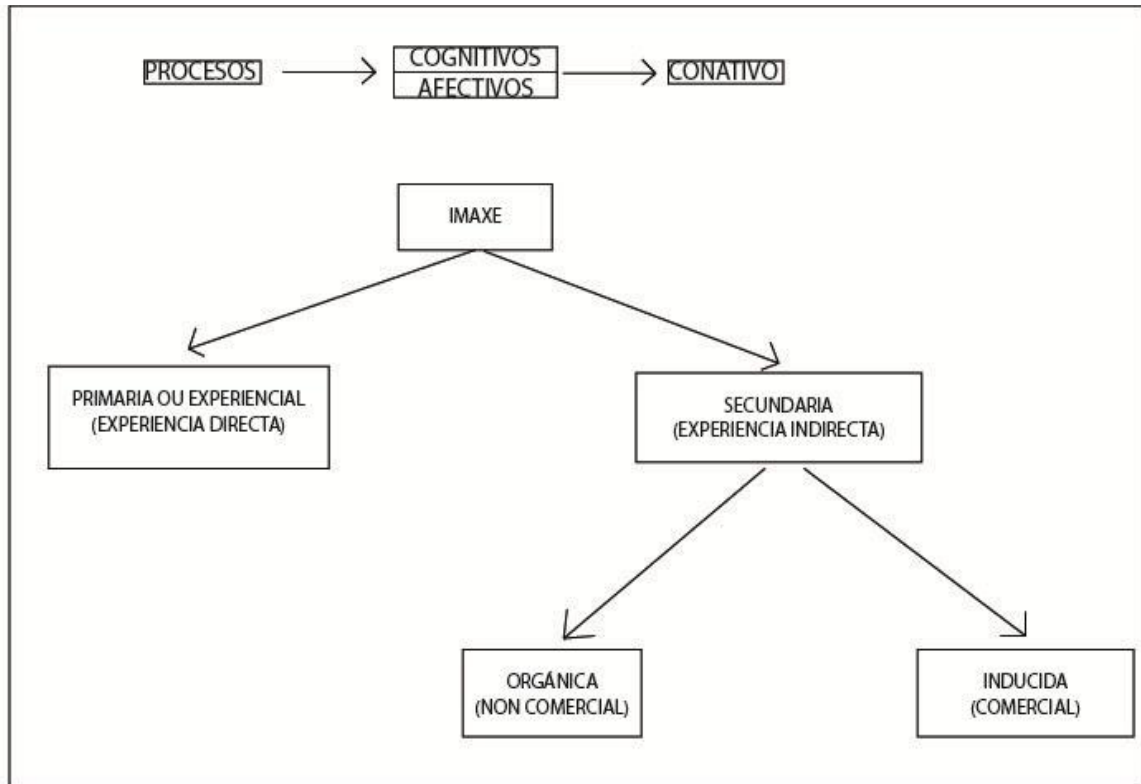 PROCESOS
COGNITIVOS
AFECTIVOS
CONATIVO
IMAXE
PRIMARIA OU EXPERIENCIAL
(EXPERIENCIA DIRECTA)
SECUNDARIA
(EXPERIENCIA INDIRECTA)
ORGÁNICA
(NON COMERCIAL)
INDUCIDA
(COMERCIAL)